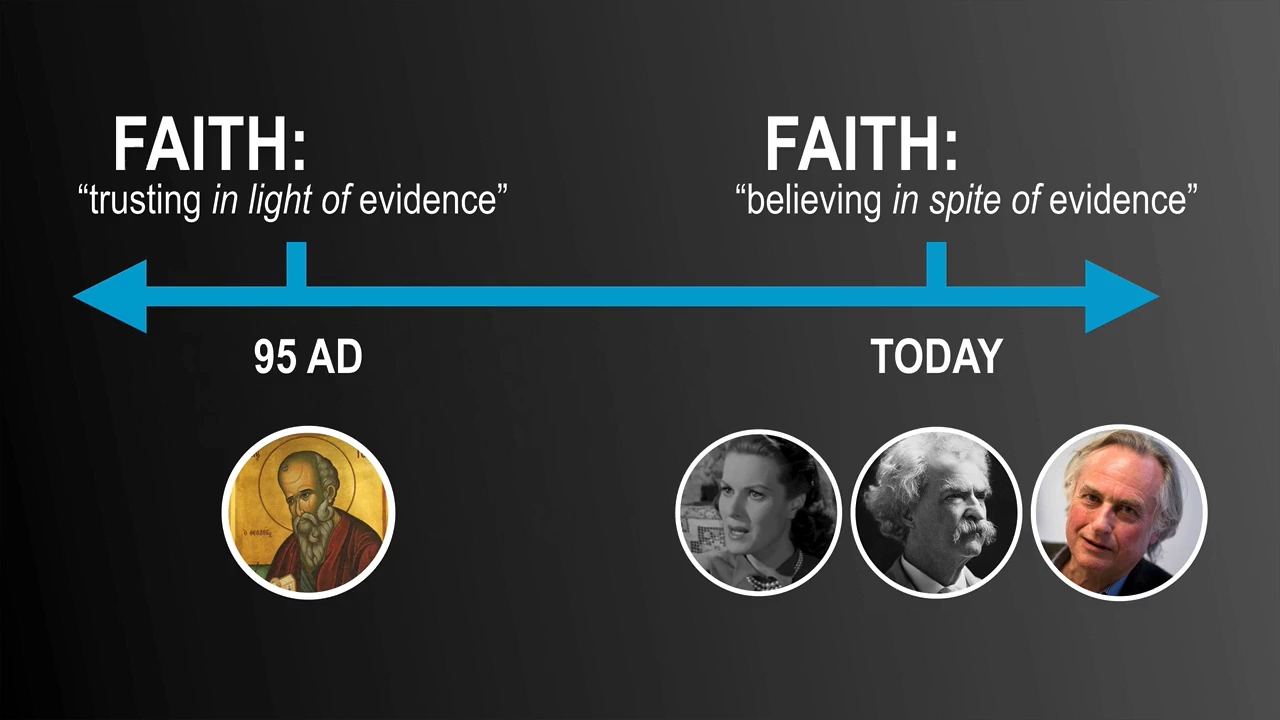 FAITH:
“trusting in light of evidence”
FAITH:
“believing in spite of evidence”
95 AD
TODAY